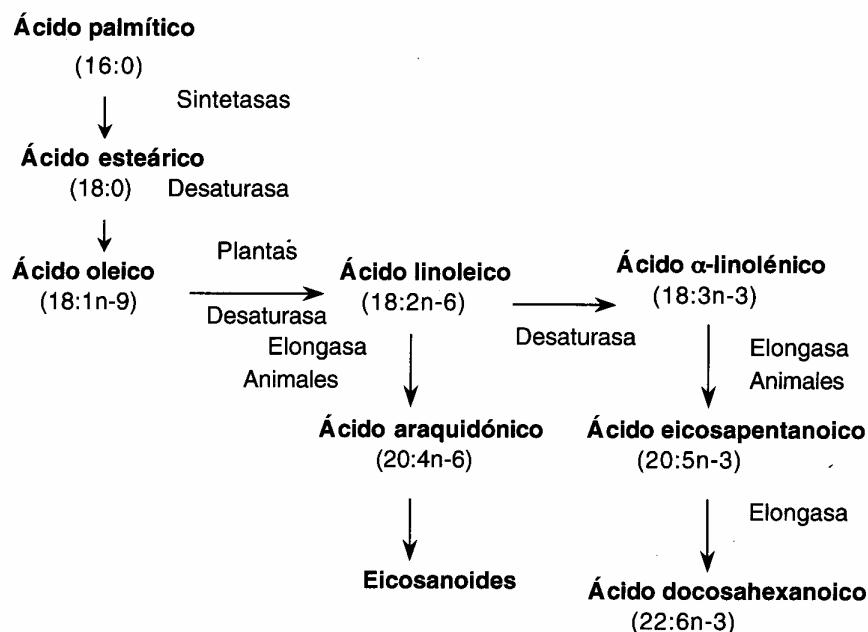 Ácido palmítico
(16:0)
Sintetasas
Ácido esteárico
(18:0) Desaturasa
Ácido oleico
(18:1n-9)
Plantas
Desaturasa
Ácido linoleico
(18:2n-6)
Desaturasa
Ácido α-linolénico
(18:3n-3)
Elongasa
Animales
Ácido araquidónico
(20:4n-6)
Eicosanoides
Elongasa
Animales
Ácido eicosapentanoico
(20:5n-3)
Elongasa
Ácido docosahexanoico
(22:6n-3)